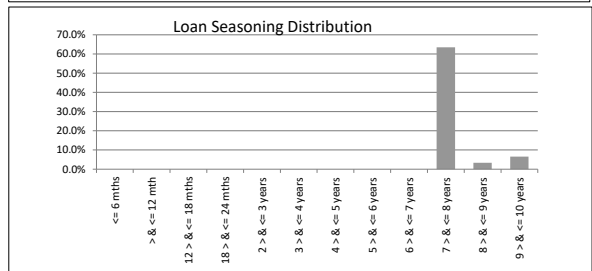 Loan Seasoning Distribution
70.0%
60.0%
50.0%
40.0%
30.0%
20.0%
10.0%
0.0%
<= 6 mths
> & <= 12 mth
12 > & <= 18 mths
18 > & <= 24 mths
2 > & <= 3 years
3 > & <= 4 years
4 > & <= 5 years
5 > & <= 6 years
6 > & <= 7 years
7 > & <= 8 years
8 > & <= 9 years
9 > & <= 10 years